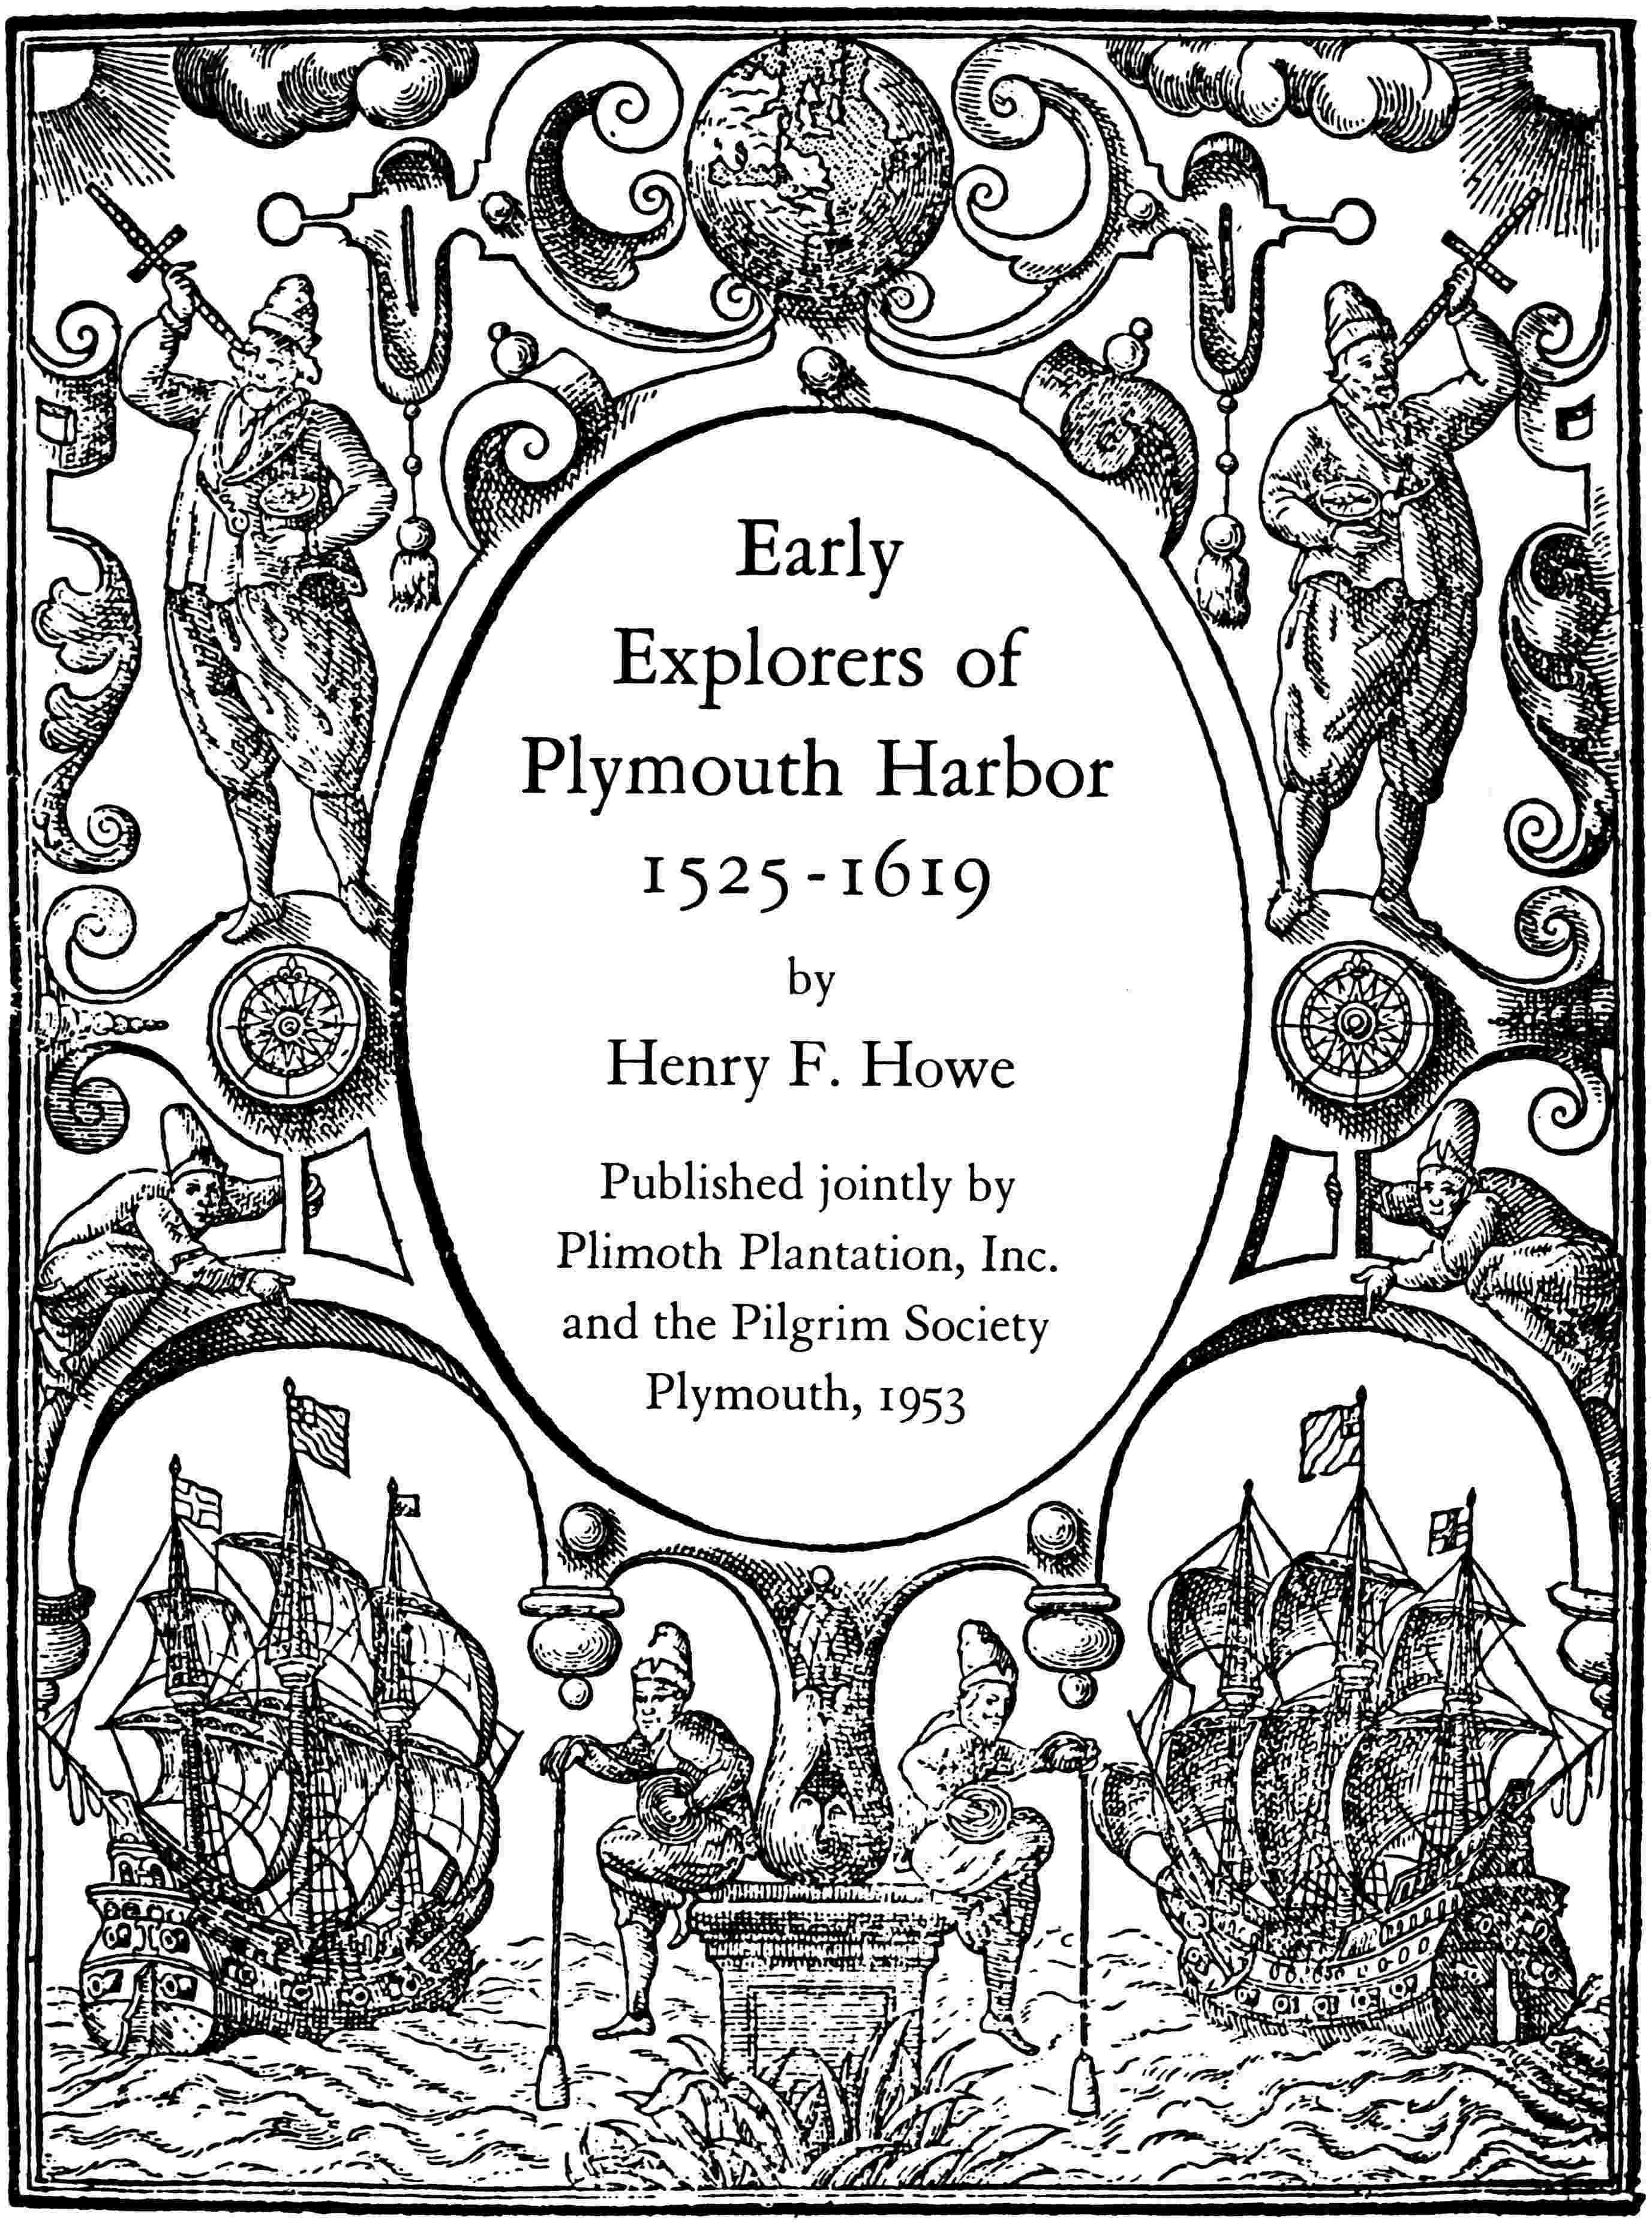 Early
Explorers of
Plymouth Harbor
1525-1619
by
Henry F. Howe
Published jointly by
Plimoth Plantation, Inc.
and the Pilgrim Society
Plymouth, 1953